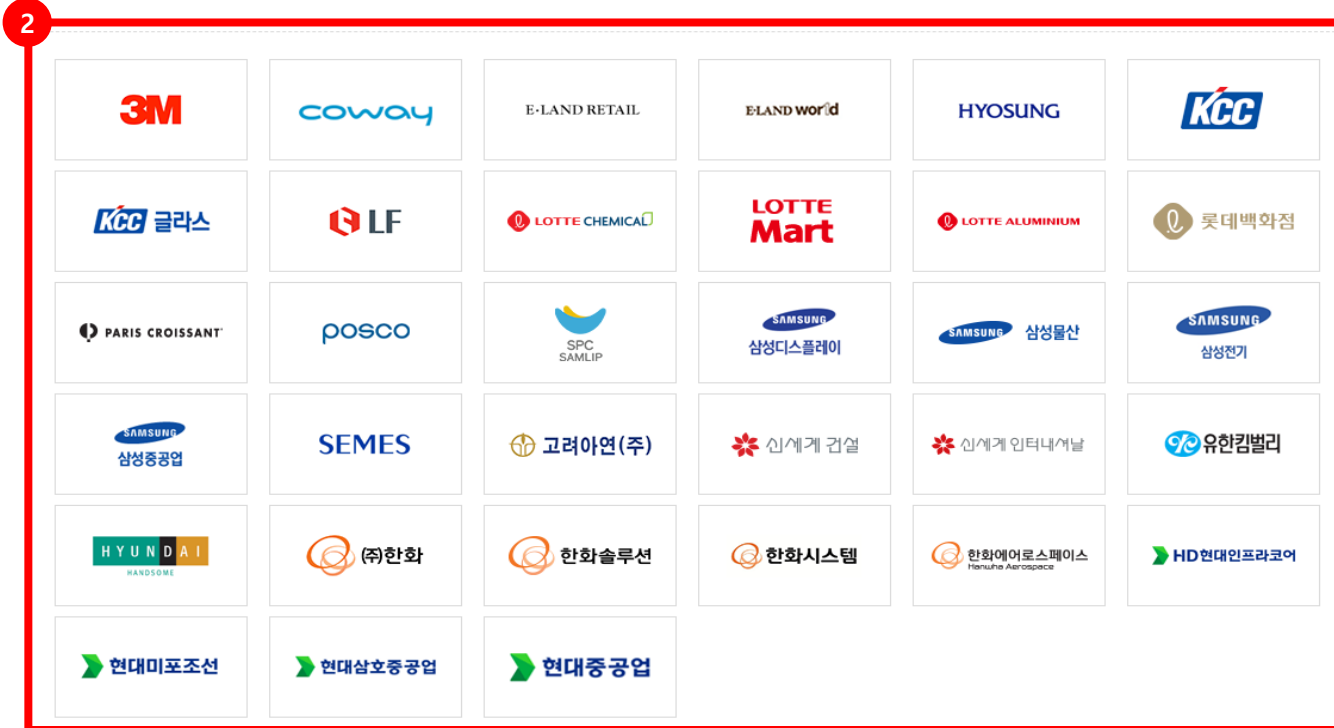 2
3M
coway
E·LAND RETAIL
E·LAND world
HYOSUNG
KCC
KCC 글라스
LF
LOTTE CHEMICAL
LOTTE
Mart
LOTTE ALUMINIUM
롯데백화점
PARIS CROISSANT
posco
SPC
SAMLIP
SAMSUNG
삼성디스플레이
SAMSUNG 삼성물산
SAMSUNG
삼성전기
SAMSUNG
삼성중공업
SEMES
고려아연(주)
신세계 건설
신세계인터내셔날
유한킴벌리
HYUNDAI
HANDSOME
㈜한화
한화솔루션
한화시스템
한화에어로스페이스
Hanwha Aerospace
HD현대인프라코어
현대미포조선
현대삼호중공업
현대중공업